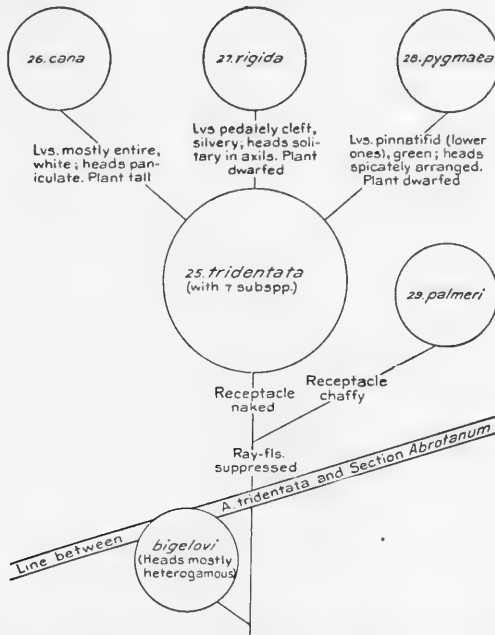 26. cana
27. rigida
28. pygmaea
Lvs. mostly entire,
white; heads pan-
iculate. Plant tall
Lvs pedalely cleft,
silvery; heads soli-
tary in axils. Plant
dwarfed
Lvs. pinnatifid (lower
ones), green; heads
spicately arranged.
Plant dwarfed
25. tridentata
(with 7 subspp.)
29. palmeri
Receptacle
naked
Receptacle
chaffy
Ray-fls.
suppressed
Line between A. tridentata and Section Abrotanum
bigelovi
(Heads mostly
heterogamous)